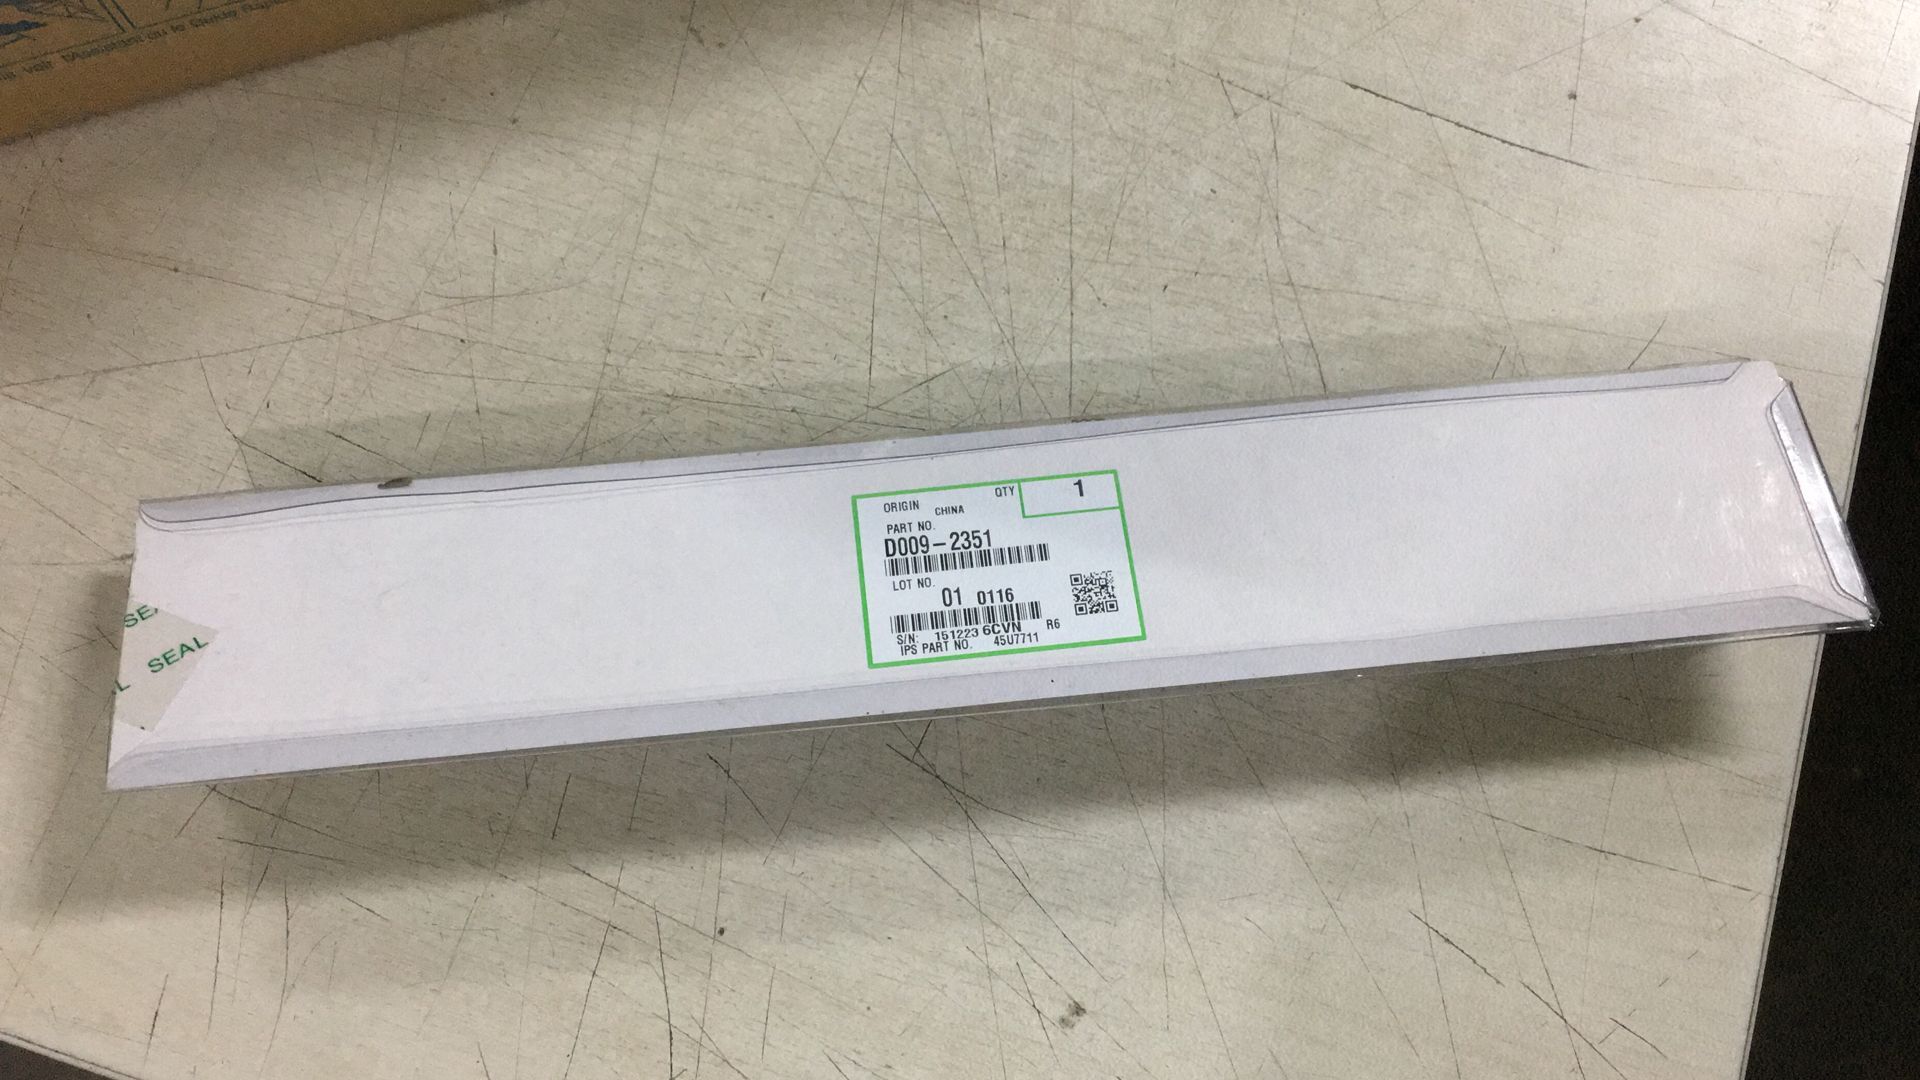 ORIGIN CHINA QTY 1
PART NO.
D009-2351
LOT NO.
01 0116
S/N: 151223 6CVN R6
IPS PART NO. 45U7711
SEAL